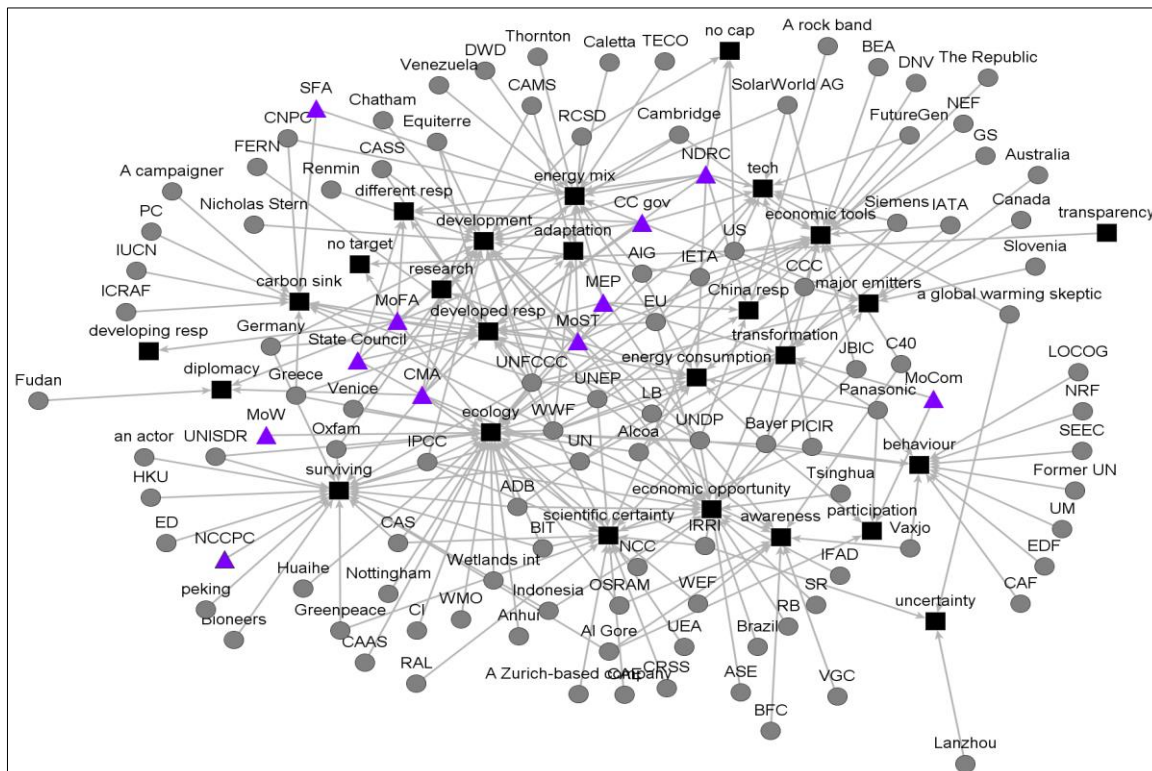 A rock band
no cap
Thornton
Caletta
TECO
BEA
DWD
DNV
The Republic
Venezuela
SFA
CAMS
SolarWorld AG
NEF
Chatham
CNPC
Equiterre
RCSD
Cambridge
FutureGen
GS
FERN
CASS
NDRC
Australia
A campaigner
Renmin
different resp
energy mix
tech
PC
Nicholas Stern
development
CC gov
economic tools
Siemens
IATA
Canada
transparency
IUCN
no target
adaptation
US
Slovenia
ICRAF
carbon sink
research
AIG
IETA
CCC
major emitters
developing resp
MoFA
developed resp
MEP
China resp
a global warming skeptic
Germany
State Council
MoST
EU
transformation
diplomacy
CMA
UNFCCC
energy consumption
JBIC
C40
LOCOG
Fudan
Greece
Venice
UNEP
LB
Panasonic
MoCom
NRF
MoW
ecology
WWF
UNDP
an actor
UNISDR
Oxfam
IPCC
UN
Alcoa
Bayer
PICIR
behaviour
SEEC
HKU
surviving
Tsinghua
Former UN
ADB
economic opportunity
ED
CAS
BIT
scientific certainty
IRRI
awareness
participation
UM
NCCPC
Vaxjo
EDF
Huaihe
Wetlands int
NCC
IFAD
peking
Nottingham
Indonesia
OSRAM
WEF
SR
CAF
Bioneers
Greenpeace
CI
WMO
RB
uncertainty
CAAS
Anhui
Al Gore
UEA
Brazil
RAL
A Zurich-based company
CAE
CRSS
ASE
VGC
BFC
Lanzhou